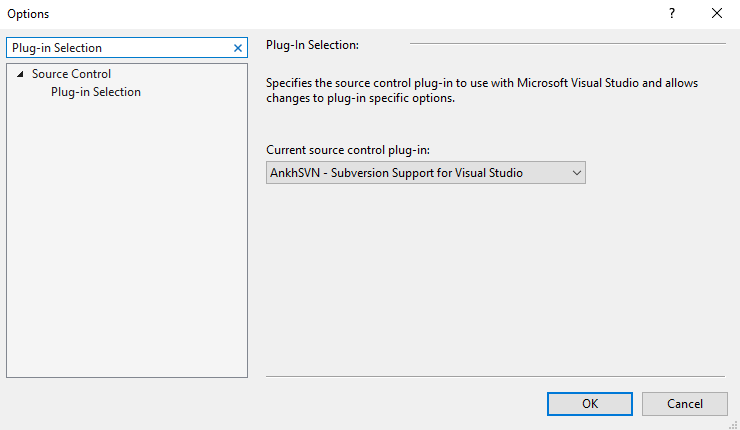 Options
?
Plug-in Selection
Source Control
Plug-in Selection
Plug-In Selection:
Specifies the source control plug-in to use with Microsoft Visual Studio and allows
changes to plug-in specific options.
Current source control plug-in:
AnkhSVN - Subversion Support for Visual Studio
OK
Cancel